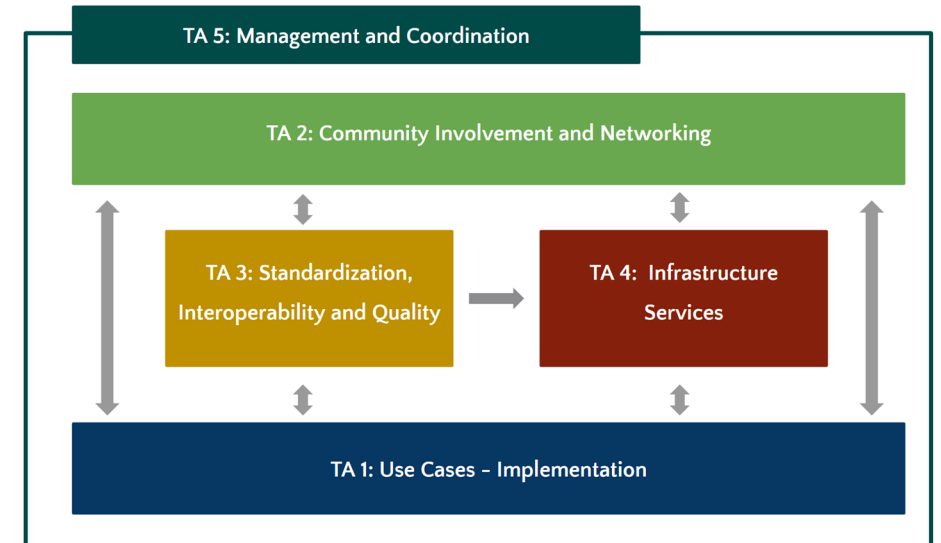 TA 5: Management and Coordination
TA 2: Community Involvement and Networking
TA 3: Standardization,
Interoperability and Quality
TA 4: Infrastructure
Services
TA 1: Use Cases – Implementation